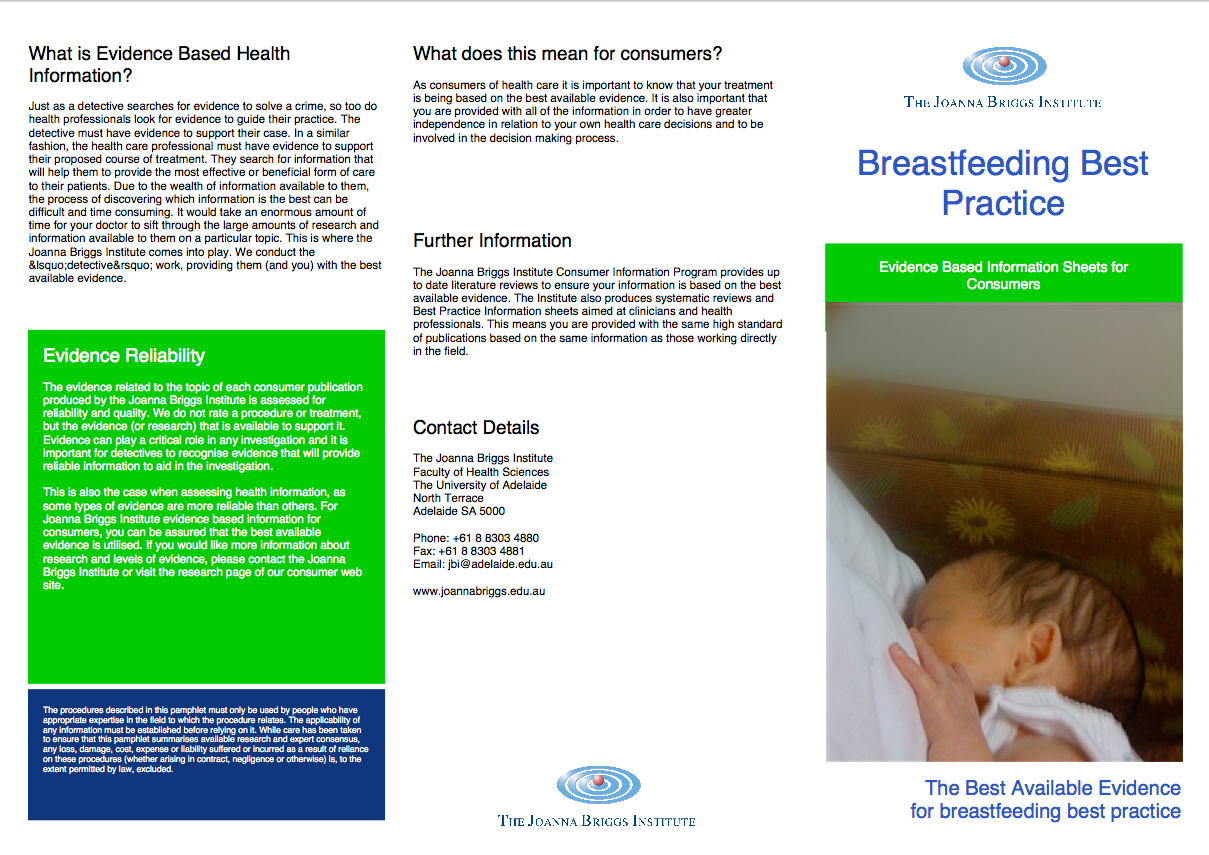 What is Evidence Based Health
Information?
Just as a detective searches for evidence to solve a crime, so too do
health professionals look for evidence to guide their practice. The
detective must have evidence to support their case. In a similar
fashion, the health care professional must have evidence to support
their proposed course of treatment. They search for information that
will help them to provide the most effective or beneficial form of care
to their patients. Due to the wealth of information available to them,
the process of discovering which information is the best can be
difficult and time consuming. It would take an enormous amount of
time for your doctor to sift through the large amounts of research and
information available to them on a particular topic. This is where the
Joanna Briggs Institute comes into play. We conduct the
&lsquo;detective&rsquo; work, providing them (and you) with the best
available evidence.
Evidence Reliability
The evidence related to the topic of each consumer publication
produced by the Joanna Briggs Institute is assessed for
reliability and quality. We do not rate a procedure or treatment,
but the evidence (or research) that is available to support it.
Evidence can play a critical role in any investigation and it is
important for detectives to recognise evidence that will provide
reliable information to aid in the investigation.
This is also the case when assessing health information, as
some types of evidence are more reliable than others. For
Joanna Briggs Institute evidence based information for
consumers, you can be assured that the best available
evidence is utilised. If you would like more information about
research and levels of evidence, please contact the Joanna
Briggs Institute or visit the research page of our consumer web
site.
The procedures described in this pamphlet must only be used by people who have
appropriate expertise in the field to which the procedure relates. The applicability of
any information must be established before relying on it. While care has been taken
to ensure that this pamphlet summarises available research and expert consensus,
any loss, damage, cost, expense or liability suffered or incurred as a result of reliance
on these procedures (whether arising in contract, negligence or otherwise) is, to the
extent permitted by law, excluded.
What does this mean for consumers?
As consumers of health care it is important to know that your treatment
is being based on the best available evidence. It is also important that
you are provided with all of the information in order to have greater
independence in relation to your own health care decisions and to be
involved in the decision making process.
Further Information
The Joanna Briggs Institute Consumer Information Program provides up
to date literature reviews to ensure your information is based on the best
available evidence. The Institute also produces systematic reviews and
Best Practice Information sheets aimed at clinicians and health
professionals. This means you are provided with the same high standard
of publications based on the same information as those working directly
in the field.
Contact Details
The Joanna Briggs Institute
Faculty of Health Sciences
The University of Adelaide
North Terrace
Adelaide SA 5000
Phone: +61 8 8303 4880
Fax: +61 8 8303 4881
Email: jbi@adelaide.edu.au
www.joannabriggs.edu.au
THE JOANNA BRIGGS INSTITUTE
THE JOANNA BRIGGS INSTITUTE
Breastfeeding Best
Practice
Evidence Based Information Sheets for
Consumers
The Best Available Evidence
for breastfeeding best practice